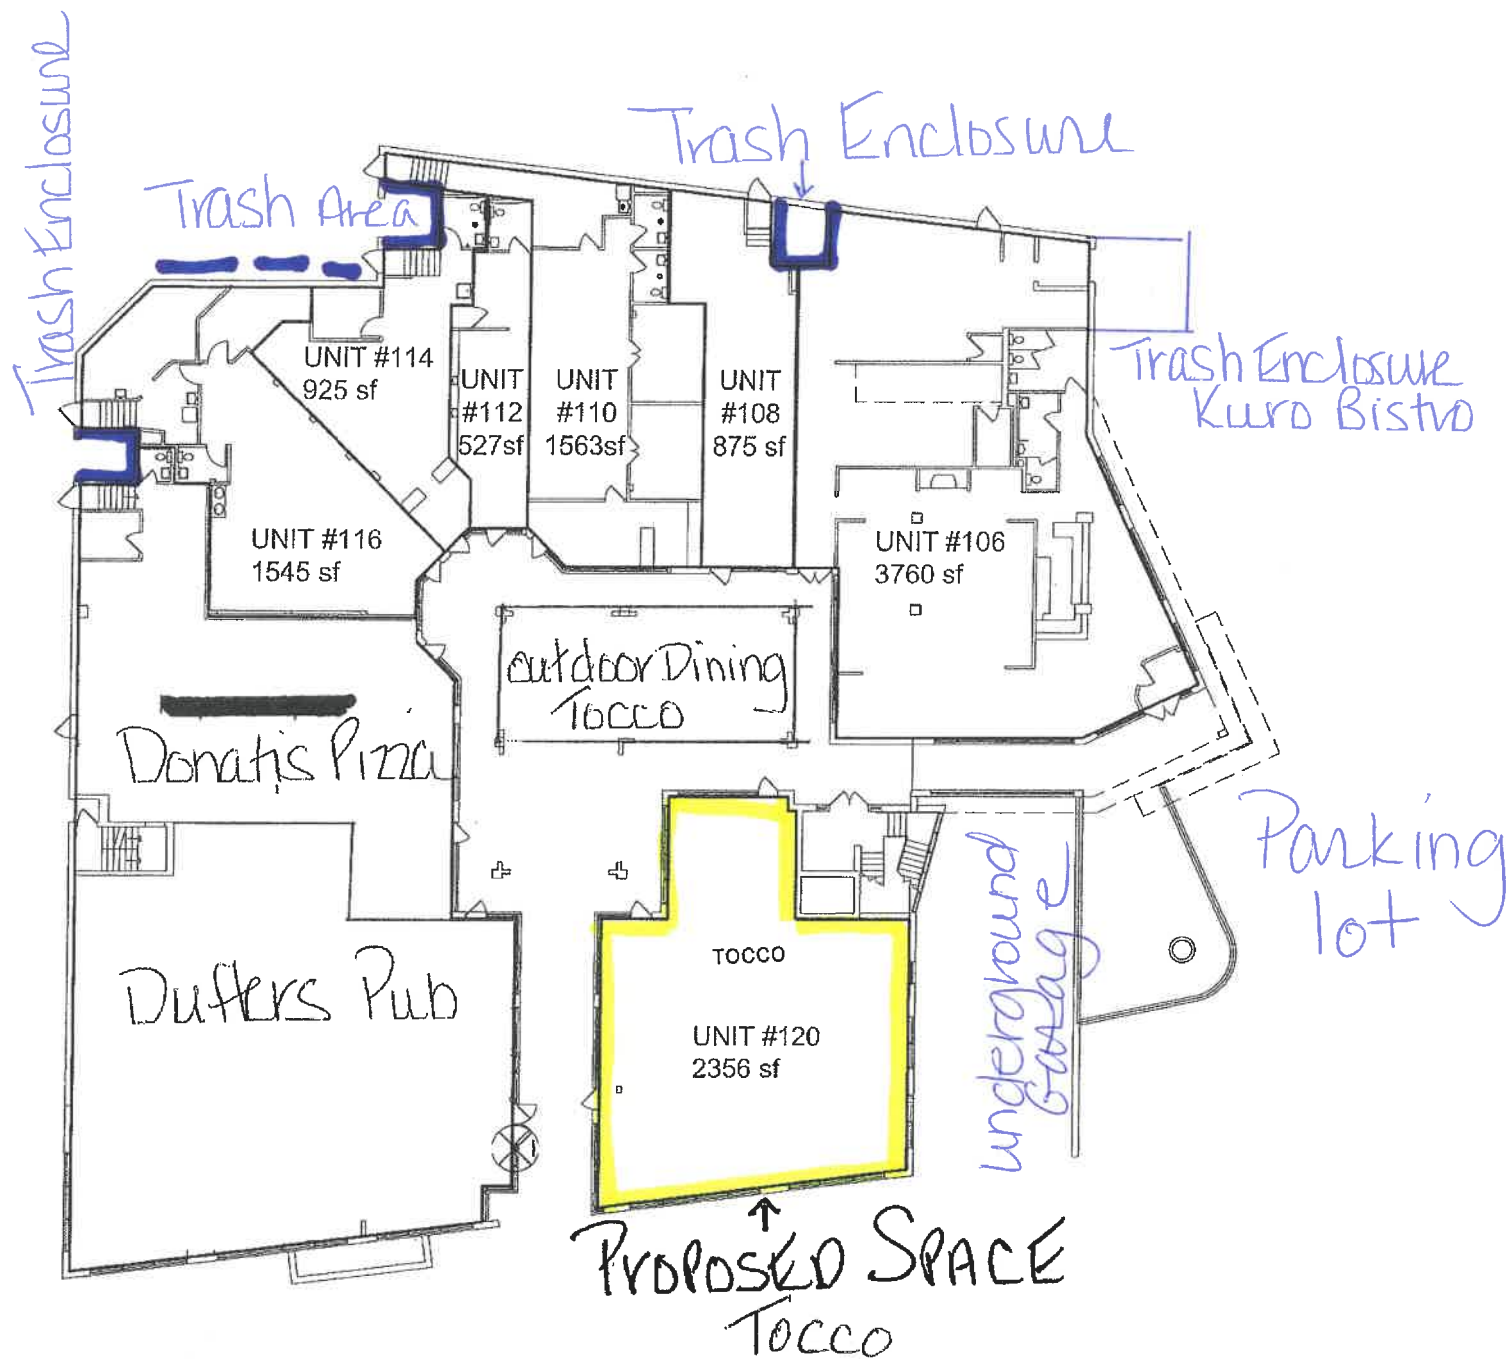 Trash Enclosure
Trash Enclosure
Trash Area
UNIT #114
925 sf
UNIT
#112
527sf
UNIT
#110
1563sf
UNIT
#108
875 sf
Trash Enclosure
Kuro Bistro
UNIT #116
1545 sf
UNIT #106
3760 sf
outdoor Dining
Tocco
Donatis Pizza
Parking
lot
underground
Garage
Duffers Pub
TOCCO
UNIT #120
2356 sf
PROPOSED SPACE
TOCCO